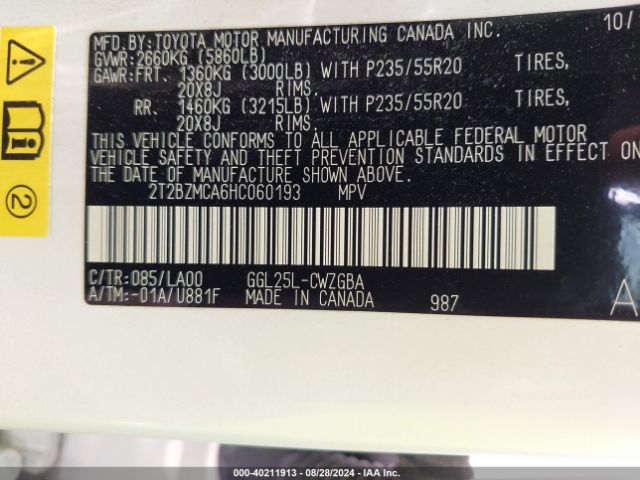 MFD.BY:TOYOTA MOTOR MANUFACTURING CANADA INC. 10/
GVWR:2660KG (5860LB)
GAWR:FRT. 1360KG (3000LB) WITH P235/55R20 TIRES,
20X8J RIMS.
RR. 1460KG (3215LB) WITH P235/55R20 TIRES,
20X8J RIMS.
THIS VEHICLE CONFORMS TO ALL APPLICABLE FEDERAL MOTOR
VEHICLE SAFETY AND THEFT PREVENTION STANDARDS IN EFFECT ON
THE DATE OF MANUFACTURE SHOWN ABOVE.
2T2BZMCA6HC060193 MPV
2
C/TR:085/LA00 GGL25L-CWZGBA
A/TM:-01A/U881F MADE IN CANADA 987 A
000-40211913 - 08/28/2024 - IAA Inc.